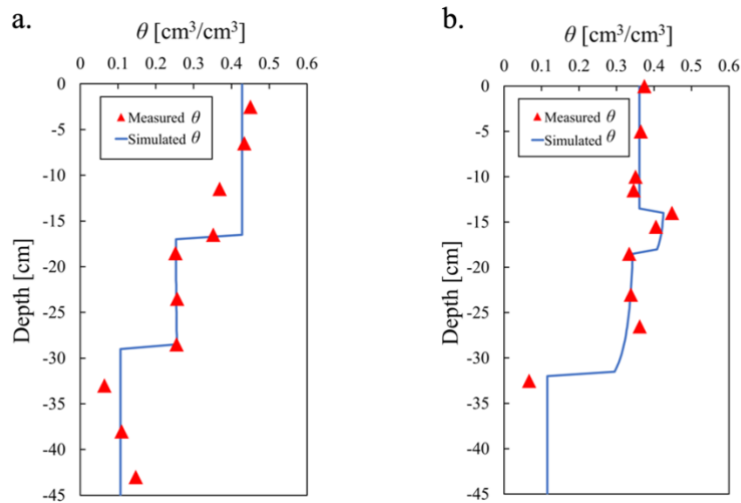 a.
θ [cm³/cm³]
0 0.1 0.2 0.3 0.4 0.5 0.6
0
-5
-10
-15
-20
-25
-30
-35
-40
-45
Depth [cm]
Measured θ
Simulated θ
b.
θ [cm³/cm³]
0 0.1 0.2 0.3 0.4 0.5 0.6
0
-5
-10
-15
-20
-25
-30
-35
-40
-45
Depth [cm]
Measured θ
Simulated θ